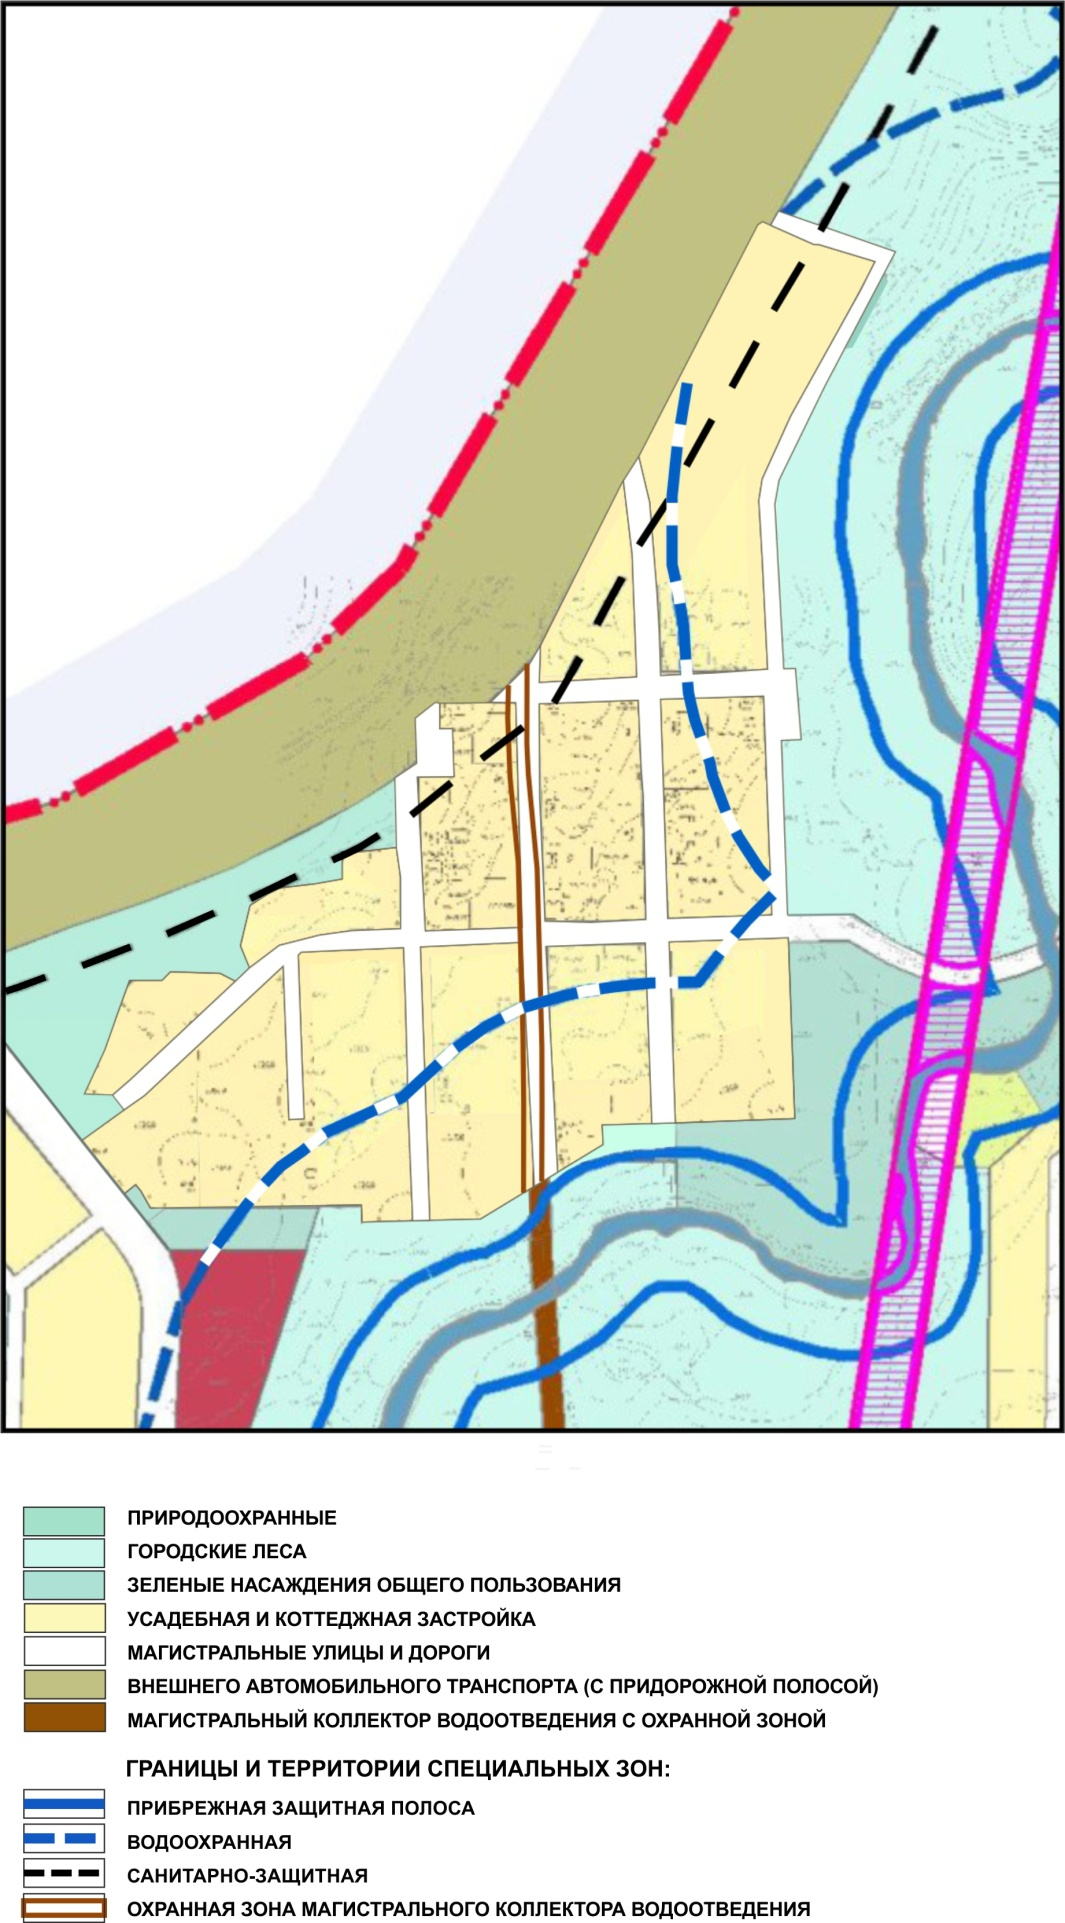 ПРИРОДООХРАННЫЕ
ГОРОДСКИЕ ЛЕСА
ЗЕЛЕНЫЕ НАСАЖДЕНИЯ ОБЩЕГО ПОЛЬЗОВАНИЯ
УСАДЕБНАЯ И КОТТЕДЖНАЯ ЗАСТРОЙКА
МАГИСТРАЛЬНЫЕ УЛИЦЫ И ДОРОГИ
ВНЕШНЕГО АВТОМОБИЛЬНОГО ТРАНСПОРТА (С ПРИДОРОЖНОЙ ПОЛОСОЙ)
МАГИСТРАЛЬНЫЙ КОЛЛЕКТОР ВОДООТВЕДЕНИЯ С ОХРАННОЙ ЗОНОЙ
ГРАНИЦЫ И ТЕРРИТОРИИ СПЕЦИАЛЬНЫХ ЗОН:
ПРИБРЕЖНАЯ ЗАЩИТНАЯ ПОЛОСА
ВОДООХРАННАЯ
САНИТАРНО-ЗАЩИТНАЯ
ОХРАННАЯ ЗОНА МАГИСТРАЛЬНОГО КОЛЛЕКТОРА ВОДООТВЕДЕНИЯ